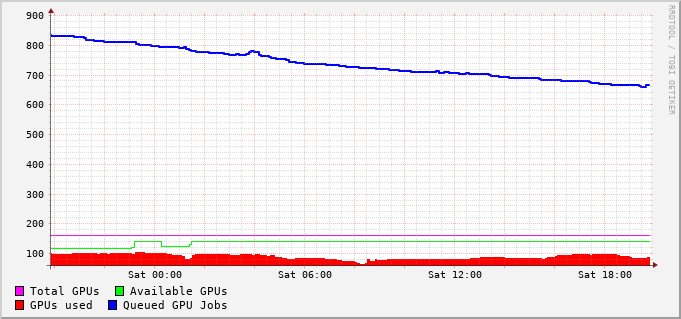 900
800
700
600
500
400
300
200
100
Sat 00:00 Sat 06:00 Sat 12:00 Sat 18:00
Total GPUs Available GPUs
GPUs used Queued GPU Jobs
RRDTOOL / TOBI OETIKER